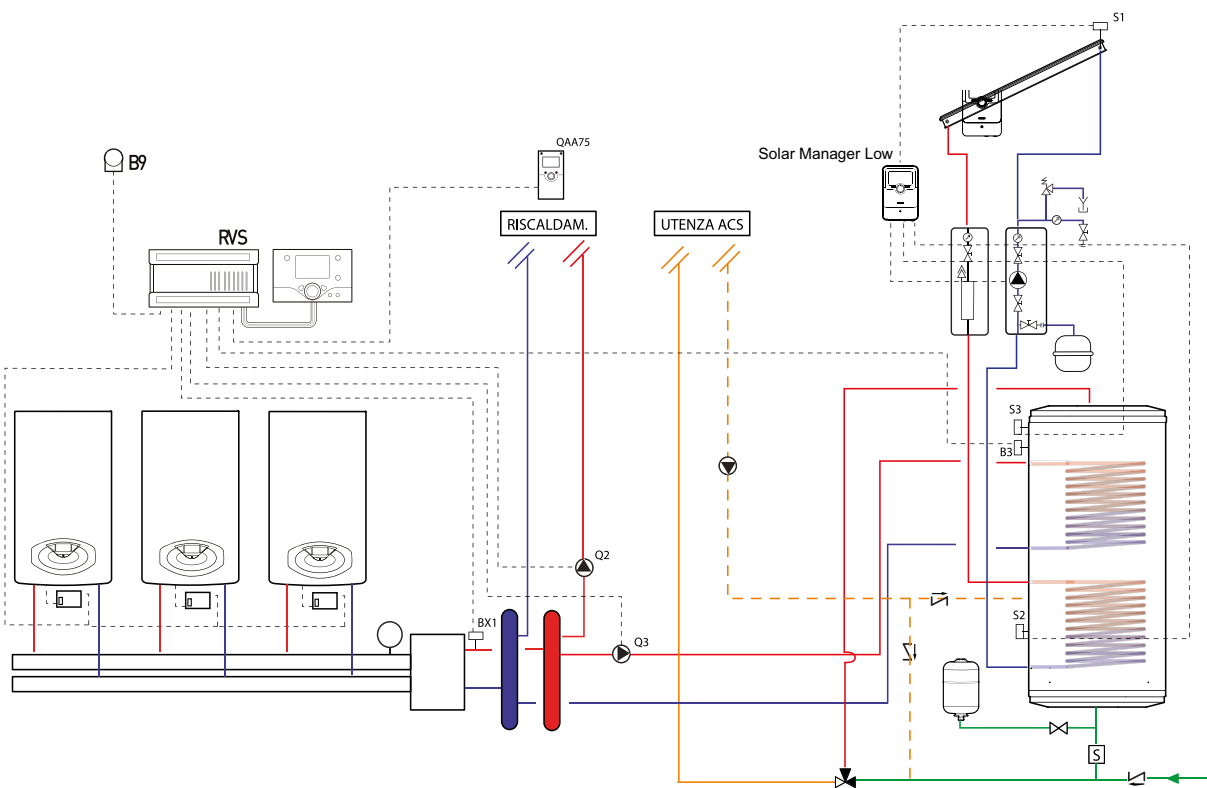 S1
QAA75
Solar Manager Low
B9
RISCALDAM.
UTENZA ACS
RVS
S3
B3
Q2
S2
BX1
Q3
S